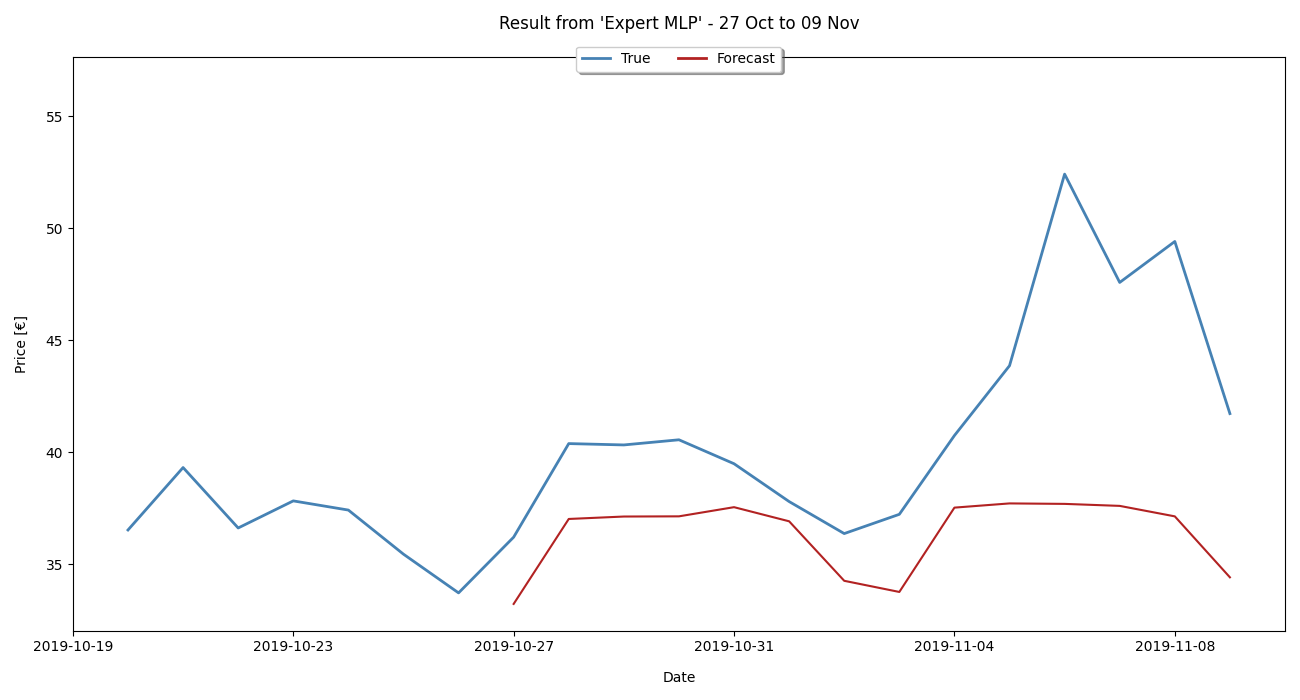 Result from 'Expert MLP' - 27 Oct to 09 Nov
True
Forecast
55
50
45
40
35
Price [€]
2019-10-19
2019-10-23
2019-10-27
2019-10-31
2019-11-04
2019-11-08
Date